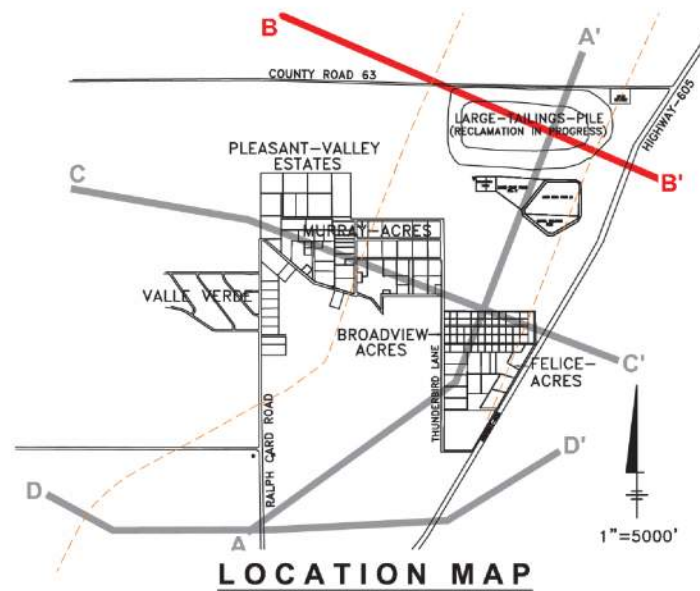 B
A'
COUNTY ROAD 63
HIGHWAY-605
LARGE-TAILINGS-PILE
(RECLAMATION IN PROGRESS)
PLEASANT-VALLEY
ESTATES
C
B'
MURRAY-ACRES
VALLE VERDE
BROADVIEW
ACRES
FELICE-
ACRES
C'
THUNDERBIRD LANE
RALPH CARD ROAD
D'
D
A
1"=5000'
LOCATION MAP